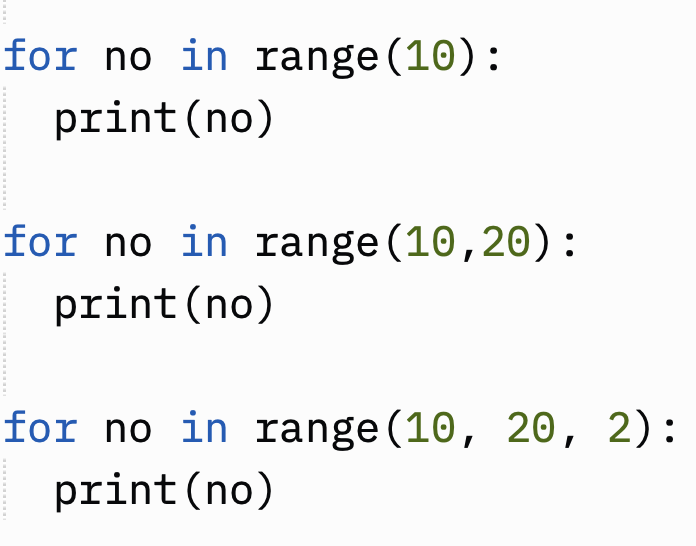 for no in range(10):
  print(no)
for no in range(10,20):
  print(no)
for no in range(10, 20, 2):
  print(no)